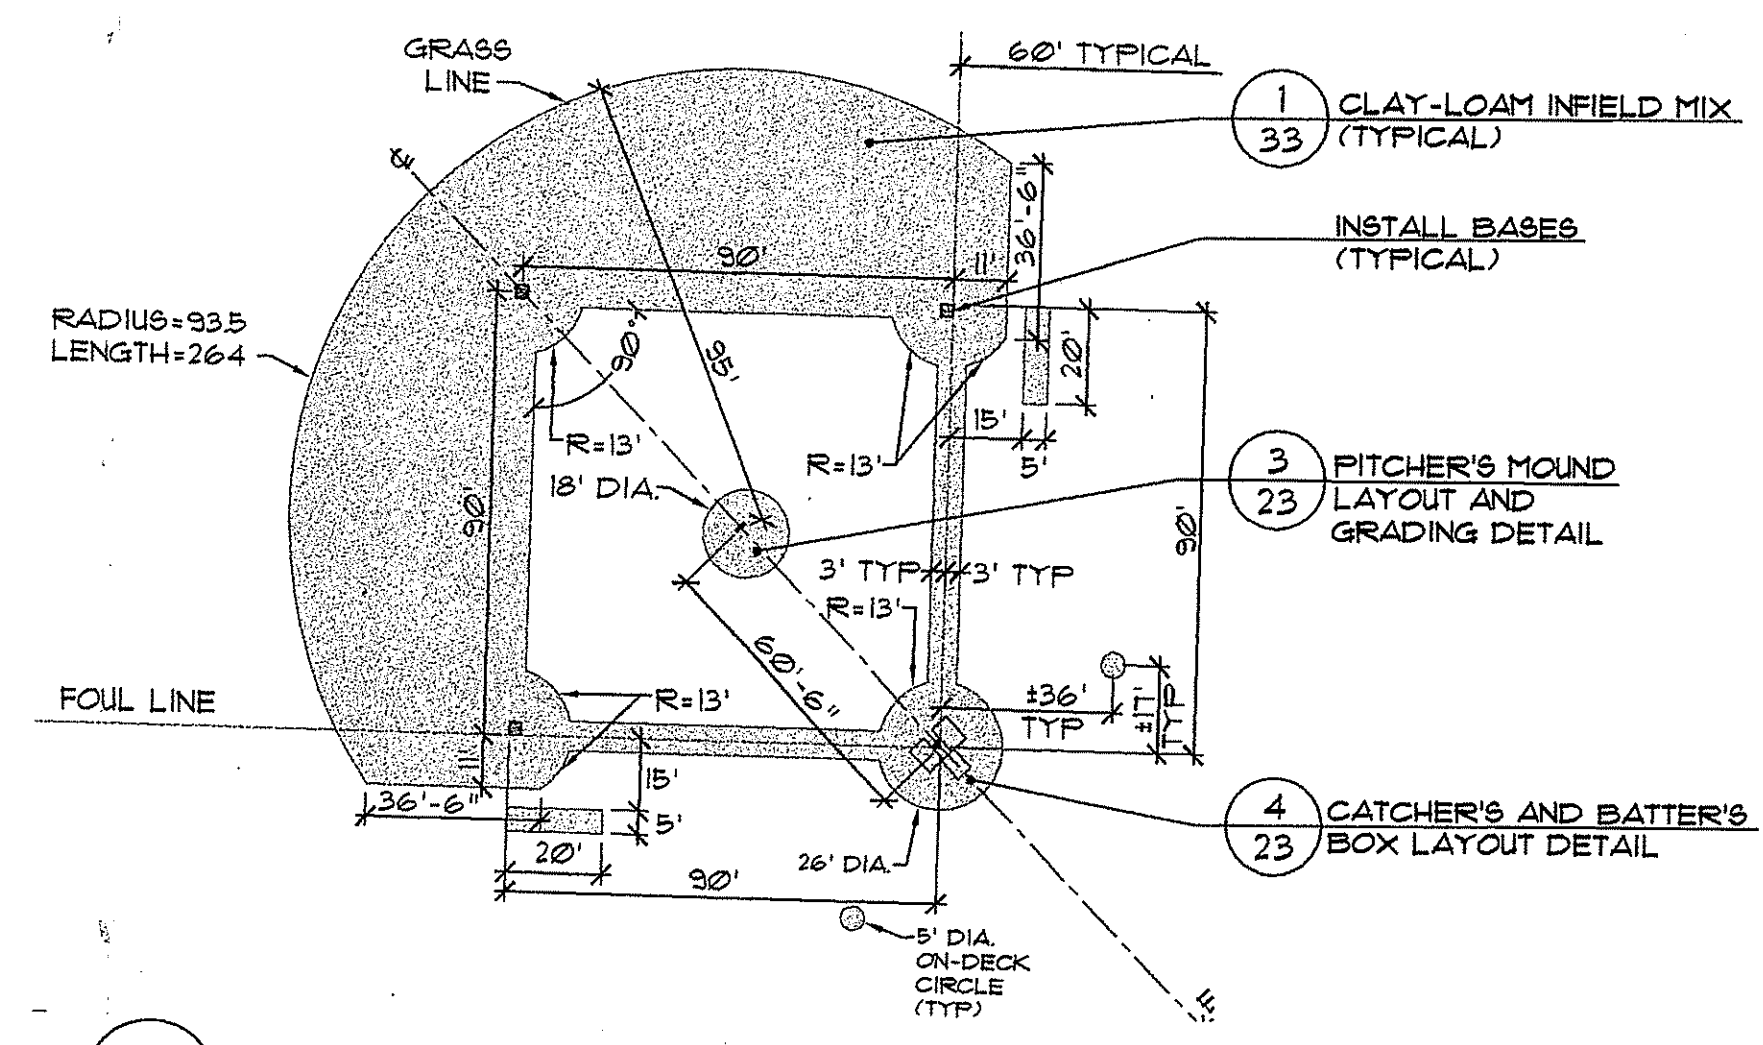 GRASS
LINE
60' TYPICAL
1
33
CLAY-LOAM INFIELD MIX
(TYPICAL)
36'-6"
INSTALL BASES
(TYPICAL)
90'
11'
RADIUS=93.5
LENGTH=264
90°
95'
20'
R=13'
18' DIA.
R=13'
15'
5'
3
23
PITCHER'S MOUND
LAYOUT AND
GRADING DETAIL
90'
90'
3' TYP
3' TYP
R=13'
60'-6"
FOUL LINE
R=13'
±36'
TYP
±17'
TYP
11'
36'-6"
15'
5'
20'
90'
26' DIA.
4
23
CATCHER'S AND BATTER'S
BOX LAYOUT DETAIL
5' DIA.
ON-DECK
CIRCLE
(TYP)